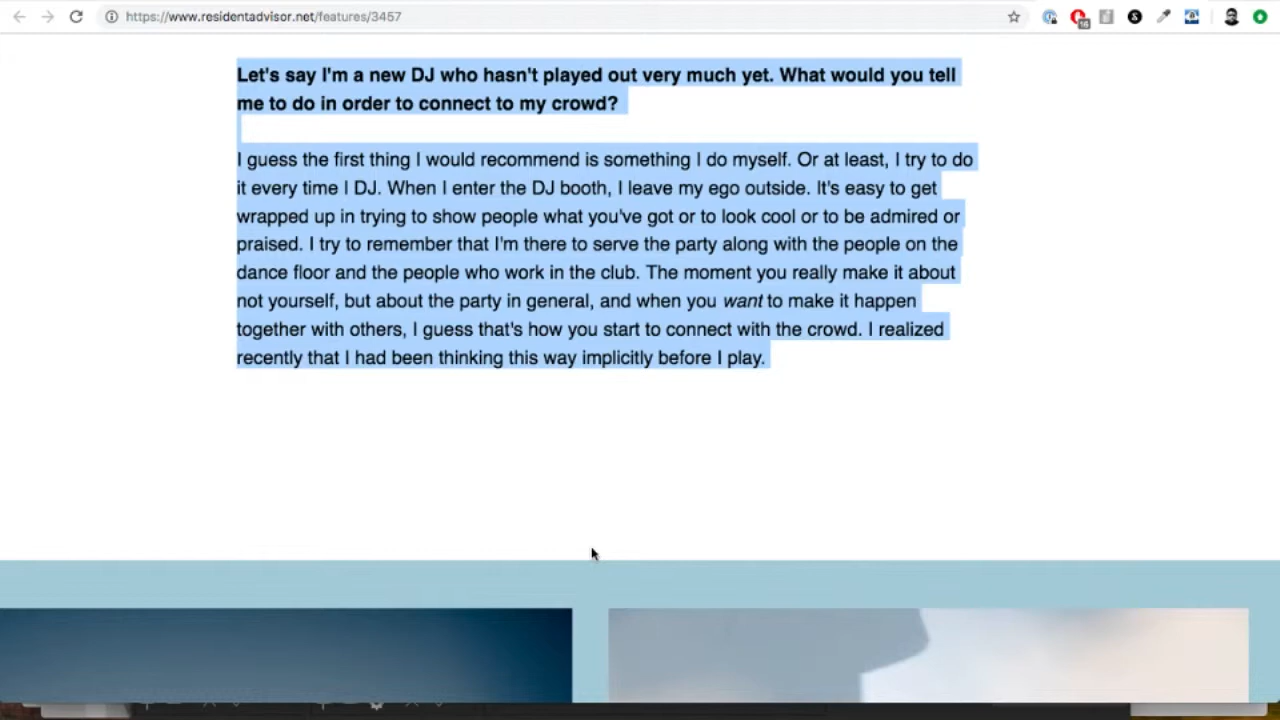 https://www.residentadvisor.net/features/3457
Let's say I'm a new DJ who hasn't played out very much yet. What would you tell
me to do in order to connect to my crowd?
I guess the first thing I would recommend is something I do myself. Or at least, I try to do
it every time I DJ. When I enter the DJ booth, I leave my ego outside. It's easy to get
wrapped up in trying to show people what you've got or to look cool or to be admired or
praised. I try to remember that I'm there to serve the party along with the people on the
dance floor and the people who work in the club. The moment you really make it about
not yourself, but about the party in general, and when you want to make it happen
together with others, I guess that's how you start to connect with the crowd. I realized
recently that I had been thinking this way implicitly before I play.